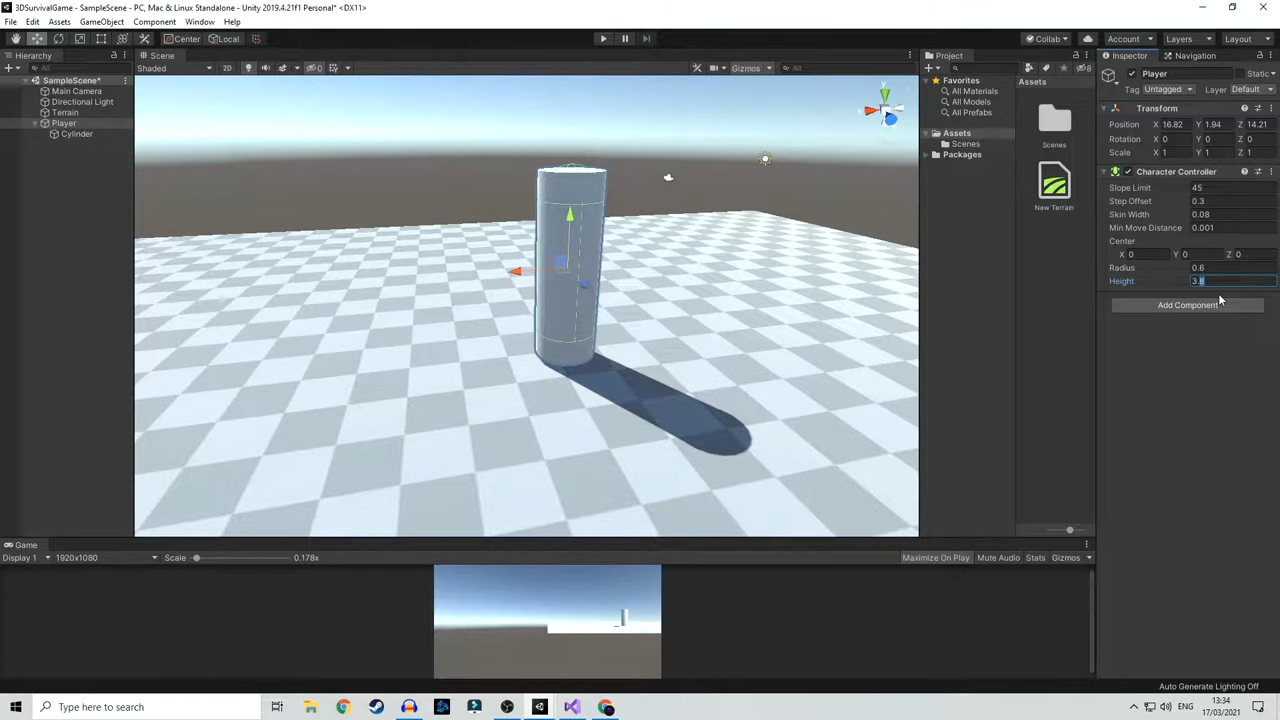 3DSurvivalGame - SampleScene - PC, Mac & Linux Standalone - Unity 2019.4.21f1 Personal* <DX11>
File Edit Assets GameObject Component Window Help
Center Local Collab Account Layers Layout
Hierarchy Scene Project Inspector Navigation
All Shaded 2D 0 Gizmos All 8 Player Static
SampleScene* Favorites Assets
Main Camera All Materials Tag Untagged Layer Default
Directional Light All Models
Terrain All Prefabs Transform
Player Position X 16.82 Y 1.94 Z 14.21
Cylinder Assets Rotation X 0 Y 0 Z 0
Scenes Scenes
Packages Scale X 1 Y 1 Z 1
Character Controller
Slope Limit 45
Step Offset 0.3
New Terrain
Skin Width 0.08
Min Move Distance 0.001
Center
X 0 Y 0 Z 0
Radius 0.6
Height 3.8
Add Component
y
Game
Display 1 1920x1080 Scale 0.178x Maximize On Play Mute Audio Stats Gizmos
Auto Generate Lighting Off
Type here to search ENG 13:34
17/03/2021